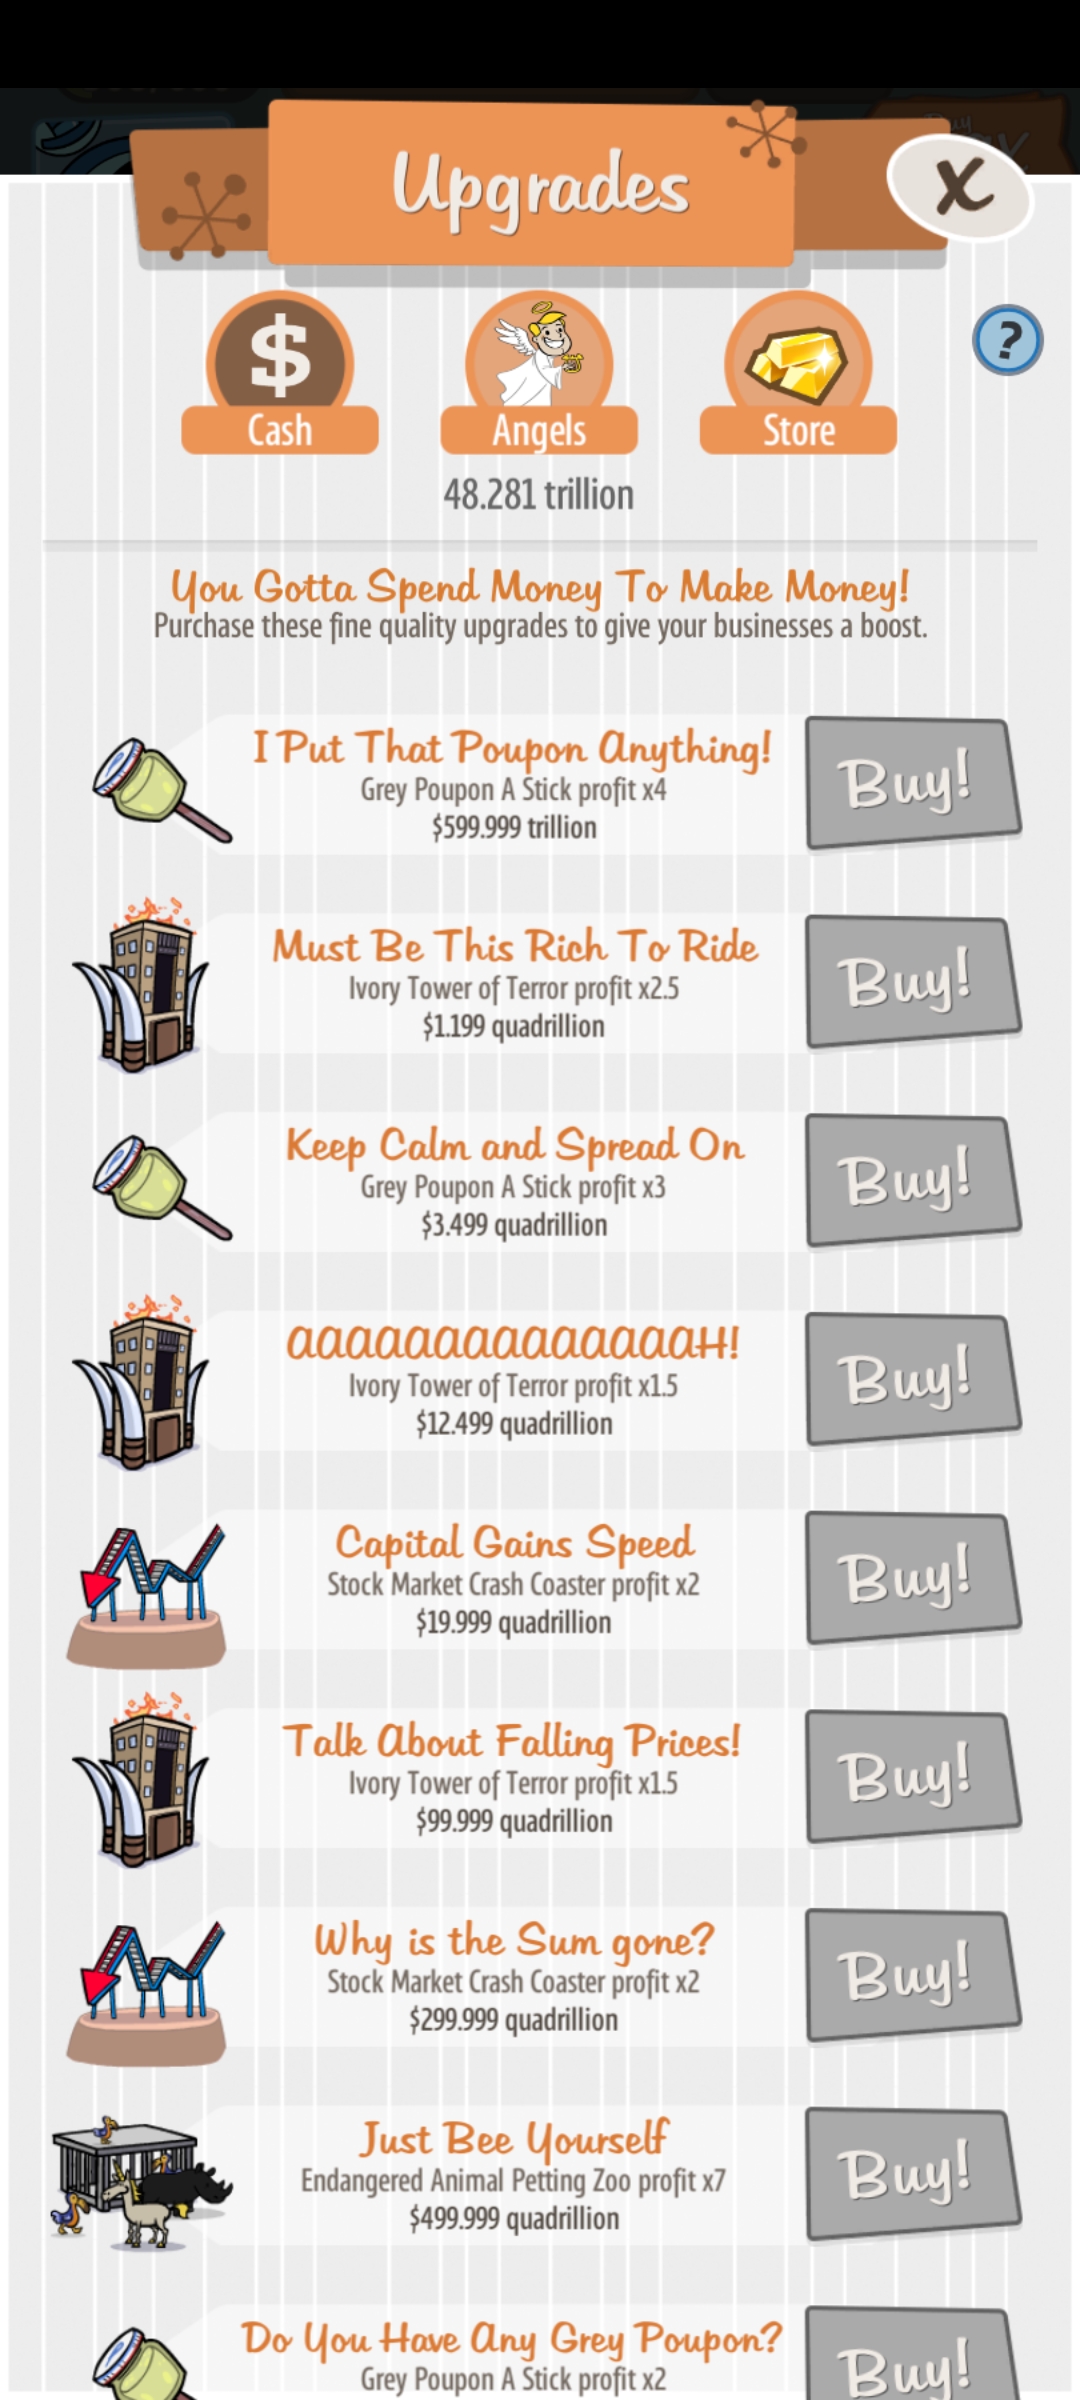 Upgrades
X
$
?
Cash
Angels
Store
48.281 trillion
You Gotta Spend Money To Make Money!
Purchase these fine quality upgrades to give your businesses a boost.
I Put That Poupon Anything!
Grey Poupon A Stick profit x4
$599.999 trillion
Buy!
Must Be This Rich To Ride
Ivory Tower of Terror profit x2.5
$1.199 quadrillion
Buy!
Keep Calm and Spread On
Grey Poupon A Stick profit x3
$3.499 quadrillion
Buy!
aaaaaaaaaaaaaaaH!
Ivory Tower of Terror profit x1.5
$12.499 quadrillion
Buy!
Capital Gains Speed
Stock Market Crash Coaster profit x2
$19.999 quadrillion
Buy!
Talk About Falling Prices!
Ivory Tower of Terror profit x1.5
$99.999 quadrillion
Buy!
Why is the Sum gone?
Stock Market Crash Coaster profit x2
$299.999 quadrillion
Buy!
Just Bee Yourself
Endangered Animal Petting Zoo profit x7
$499.999 quadrillion
Buy!
Do You Have Any Grey Poupon?
Grey Poupon A Stick profit x2
Buy!